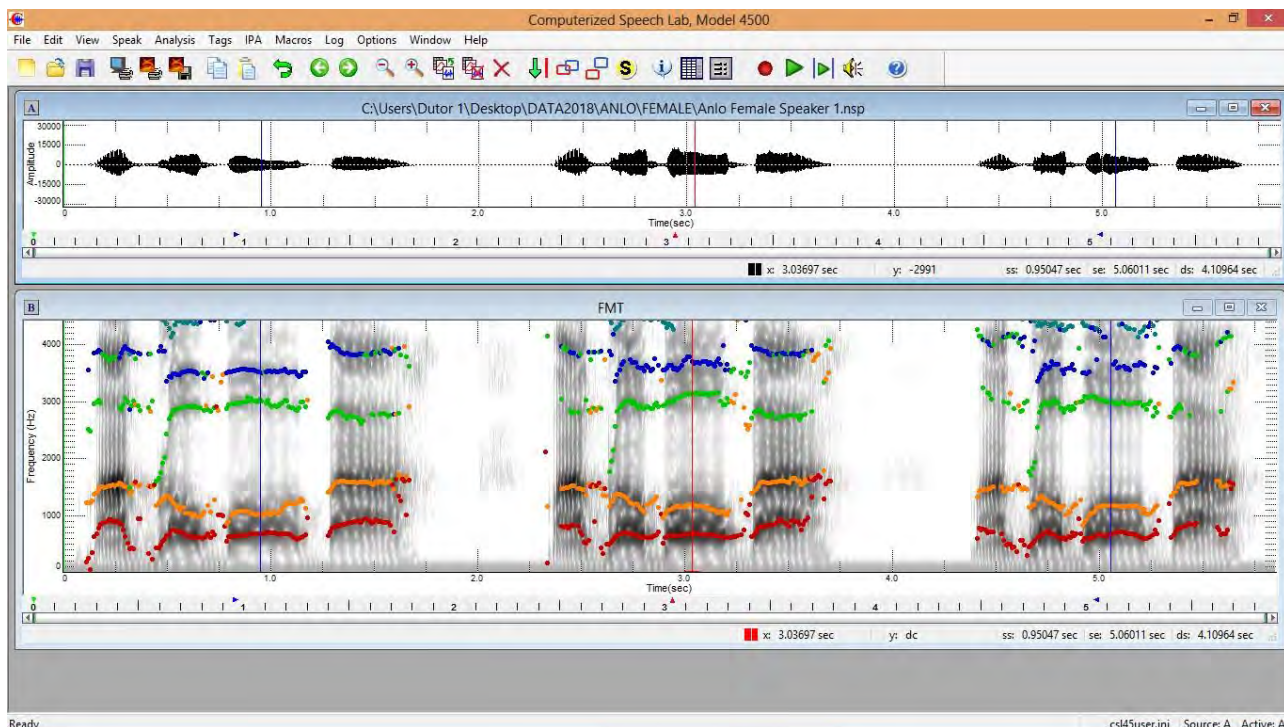 Computerized Speech Lab, Model 4500
File Edit View Speak Analysis Tags IPA Macros Log Options Window Help
A C:\Users\Dutor 1\Desktop\DATA2018\ANLO\FEMALE\Anlo Female Speaker 1.nsp
30000
15000
0
-15000
-30000
Amplitude
0 1.0 2.0 3.0 4.0 5.0
Time(sec)
0 1 2 3 4 5
x: 3.03697 sec y: -2991 ss: 0.95047 sec se: 5.06011 sec ds: 4.10964 sec
B FMT
4000
3000
2000
1000
0
Frequency (Hz)
0 1.0 2.0 3.0 4.0 5.0
Time(sec)
0 1 2 3 4 5
x: 3.03697 sec y: dc ss: 0.95047 sec se: 5.06011 sec ds: 4.10964 sec
Ready csl45user.ini Source: A Active: A